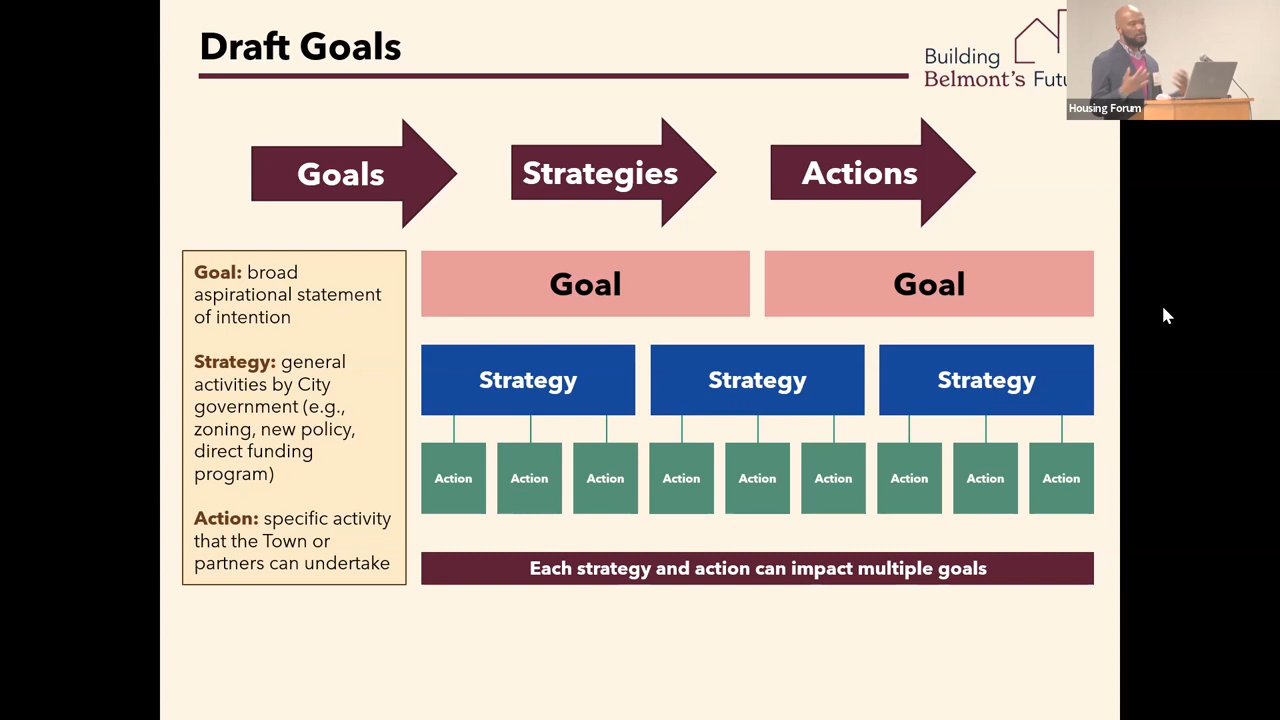 Draft Goals
Building
Belmont's
Housing Forum
Goals
Strategies
Actions
Goal: broad
aspirational statement
of intention
Strategy: general
activities by City
government (e.g.,
zoning, new policy,
direct funding
program)
Action: specific activity
that the Town or
partners can undertake
Goal
Goal
Strategy
Strategy
Strategy
Action
Action
Action
Action
Action
Action
Action
Action
Action
Each strategy and action can impact multiple goals